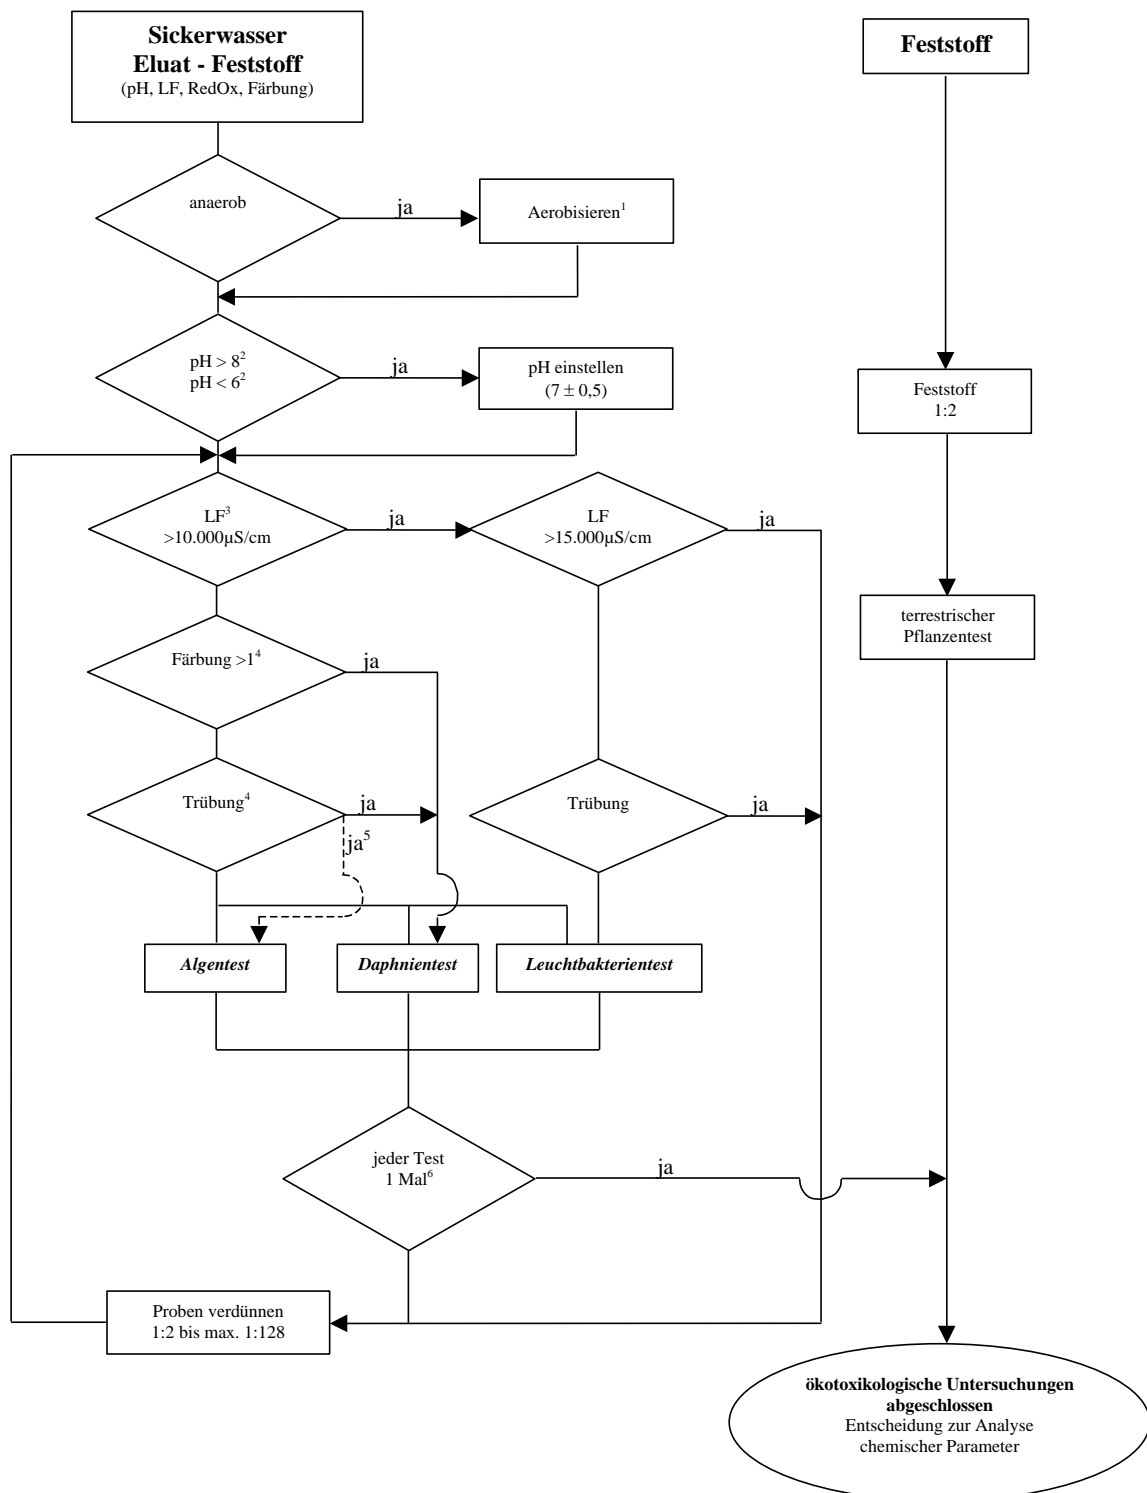 Sickerwasser
Eluat - Feststoff
(pH, LF, RedOx, Färbung)
Feststoff
anaerob
ja
Aerobisieren¹
pH > 8²
pH < 6²
ja
pH einstellen
(7 ± 0,5)
Feststoff
1:2
LF³
>10.000µS/cm
ja
LF
>15.000µS/cm
ja
terrestrischer
Pflanzentest
Färbung >1⁴
ja
Trübung⁴
ja
ja⁵
Trübung
ja
Algentest
Daphnientest
Leuchtbakterientest
jeder Test
1 Mal⁶
ja
Proben verdünnen
1:2 bis max. 1:128
ökotoxikologische Untersuchungen
abgeschlossen
Entscheidung zur Analyse
chemischer Parameter